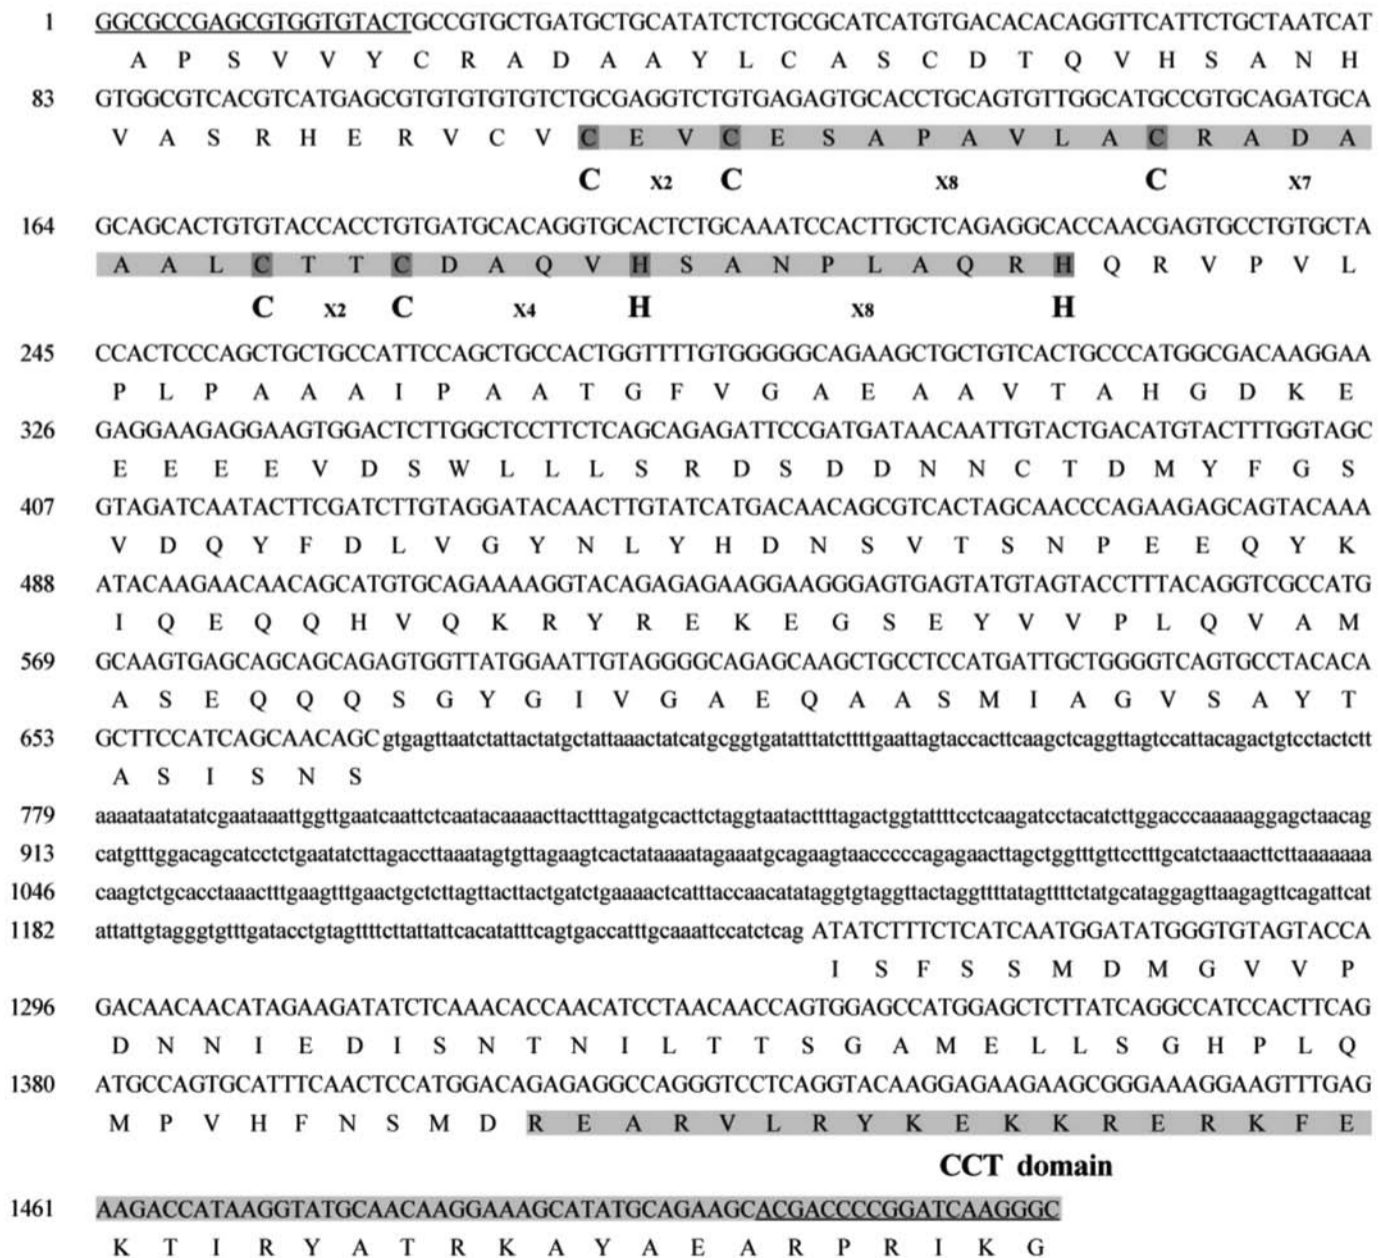 1 GGCGCCGAGCGTGGTGTACTGCCGTGCTGATGCTGCATATCTCTGCGCATCATGTGACACACAGGTTCATTCTGCTAATCAT
A P S V V Y C R A D A A Y L C A S C D T Q V H S A N H
83 GTGGCGTCACGTCATGAGCGTGTGTGTGTCTGCGAGGTCTGTGAGAGTGCACCTGCAGTGTTGGCATGCCGTGCAGATGCA
V A S R H E R V C V C E V C E S A P A V L A C R A D A
C X2 C X8 C X7
164 GCAGCACTGTGTACCACCTGTGATGCACAGGTGCACTCTGCAAATCCACTTGCTCAGAGGCACCAACGAGTGCCTGTGCTA
A A L C T T C D A Q V H S A N P L A Q R H Q R V P V L
C X2 C X4 H X8 H
245 CCACTCCCAGCTGCTGCCATTCCAGCTGCCACTGGTTTTGTGGGGGCAGAAGCTGCTGTCACTGCCCATGGCGACAAGGAA
P L P A A A I P A A T G F V G A E A A V T A H G D K E
326 GAGGAAGAGGAAGTGGACTCTTGGCTCCTTCTCAGCAGAGATTCCGATGATAACAATTGTACTGACATGTACTTTGGTAGC
E E E E V D S W L L L S R D S D D N N C T D M Y F G S
407 GTAGATCAATACTTCGATCTTGTAGGATACAACTTGTATCATGACAACAGCGTCACTAGCAACCCAGAAGAGCAGTACAAA
V D Q Y F D L V G Y N L Y H D N S V T S N P E E Q Y K
488 ATACAAGAACAACAGCATGTGCAGAAAAGGTACAGAGAGAAGGAAGGGAGTGAGTATGTAGTACCTTTACAGGTCGCCATG
I Q E Q Q H V Q K R Y R E K E G S E Y V V P L Q V A M
569 GCAAGTGAGCAGCAGCAGAGTGGTTATGGAATTGTAGGGGCAGAGCAAGCTGCCTCCATGATTGCTGGGGTCAGTGCCTACACA
A S E Q Q Q S G Y G I V G A E Q A A S M I A G V S A Y T
653 GCTTCCATCAGCAACAGC gtgagttaatctattactatgctattaaactatcatgcggtgatatttatcttttgaattagtaccacttcaagctcaggttagtccattacagactgtcctactctt
A S I S N S
779 aaaataatatatcgaataaattggttgaatcaattctcaatacaaaacttactttagatgcacttctaggtaatacttttagactggtattttcctcaagatcctacatcttggacccaaaaaggagctaacag
913 catgtttggacagcatcctctgaatatcttagaccttaaatagtgttagaagtcactataaaatagaaatgcagaagtaacccccagagaacttagctggtttgttcctttgcatctaaacttcttaaaaaaa
1046 caagtctgcacctaaactttgaagtttgaactgctcttagttacttactgatctgaaaactcatttaccaacatataggtgtaggttactaggttttatagttttctatgcataggagttaagagttcagattcat
1182 attattgtagggtgtttgatacctgtagttttcttattattcacatatttcagtgaccatttgcaaattccatctcag ATATCTTTCTCATCAATGGATATGGGTGTAGTACCA
I S F S S M D M G V V P
1296 GACAACAACATAGAAGATATCTCAAACACCAACATCCTAACAACCAGTGGAGCCATGGAGCTCTTATCAGGCCATCCACTTCAG
D N N I E D I S N T N I L T T S G A M E L L S G H P L Q
1380 ATGCCAGTGCATTTCAACTCCATGGACAGAGAGGCCAGGGTCCTCAGGTACAAGGAGAAGAAGCGGGAAAGGAAGTTTGAG
M P V H F N S M D R E A R V L R Y K E K K R E R K F E
CCT domain
1461 AAGACCATAAGGTATGCAACAAGGAAAGCATATGCAGAAGCACGACCCCGGATCAAGGGC
K T I R Y A T R K A Y A E A R P R I K G